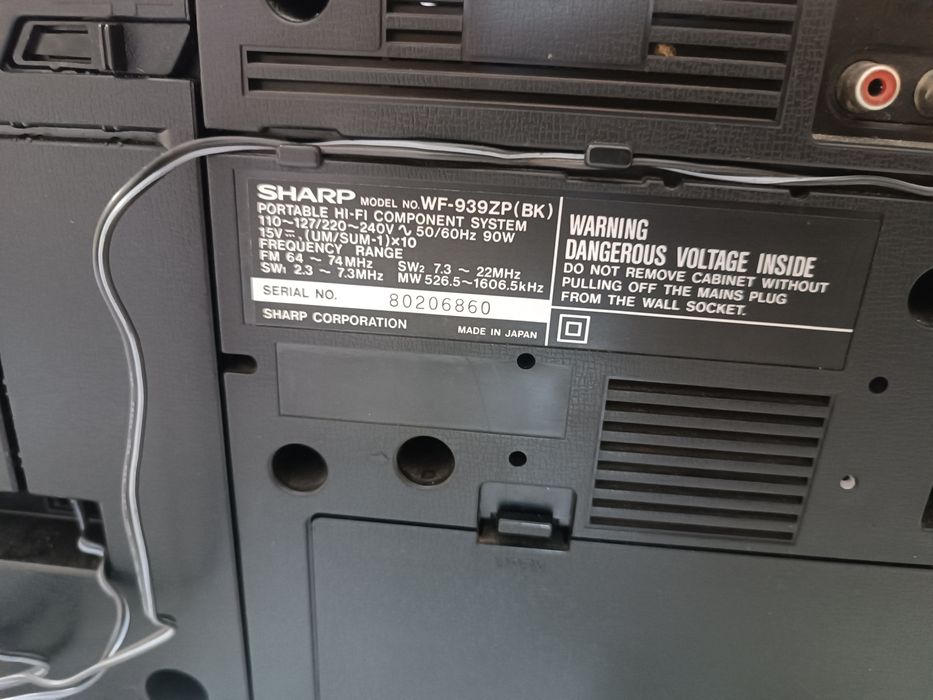 SHARP MODEL NO. WF-939ZP(BK)
PORTABLE HI-FI COMPONENT SYSTEM
110~127/220~240V ∿ 50/60Hz 90W
15V⎓, (UM/SUM-1)×10
FREQUENCY RANGE
FM 64 ~ 74MHz SW2 7.3 ~ 22MHz
SW1 2.3 ~ 7.3MHz MW 526.5~1606.5kHz
SERIAL NO. 80206860
SHARP CORPORATION MADE IN JAPAN
WARNING
DANGEROUS VOLTAGE INSIDE
DO NOT REMOVE CABINET WITHOUT
PULLING OFF THE MAINS PLUG
FROM THE WALL SOCKET.